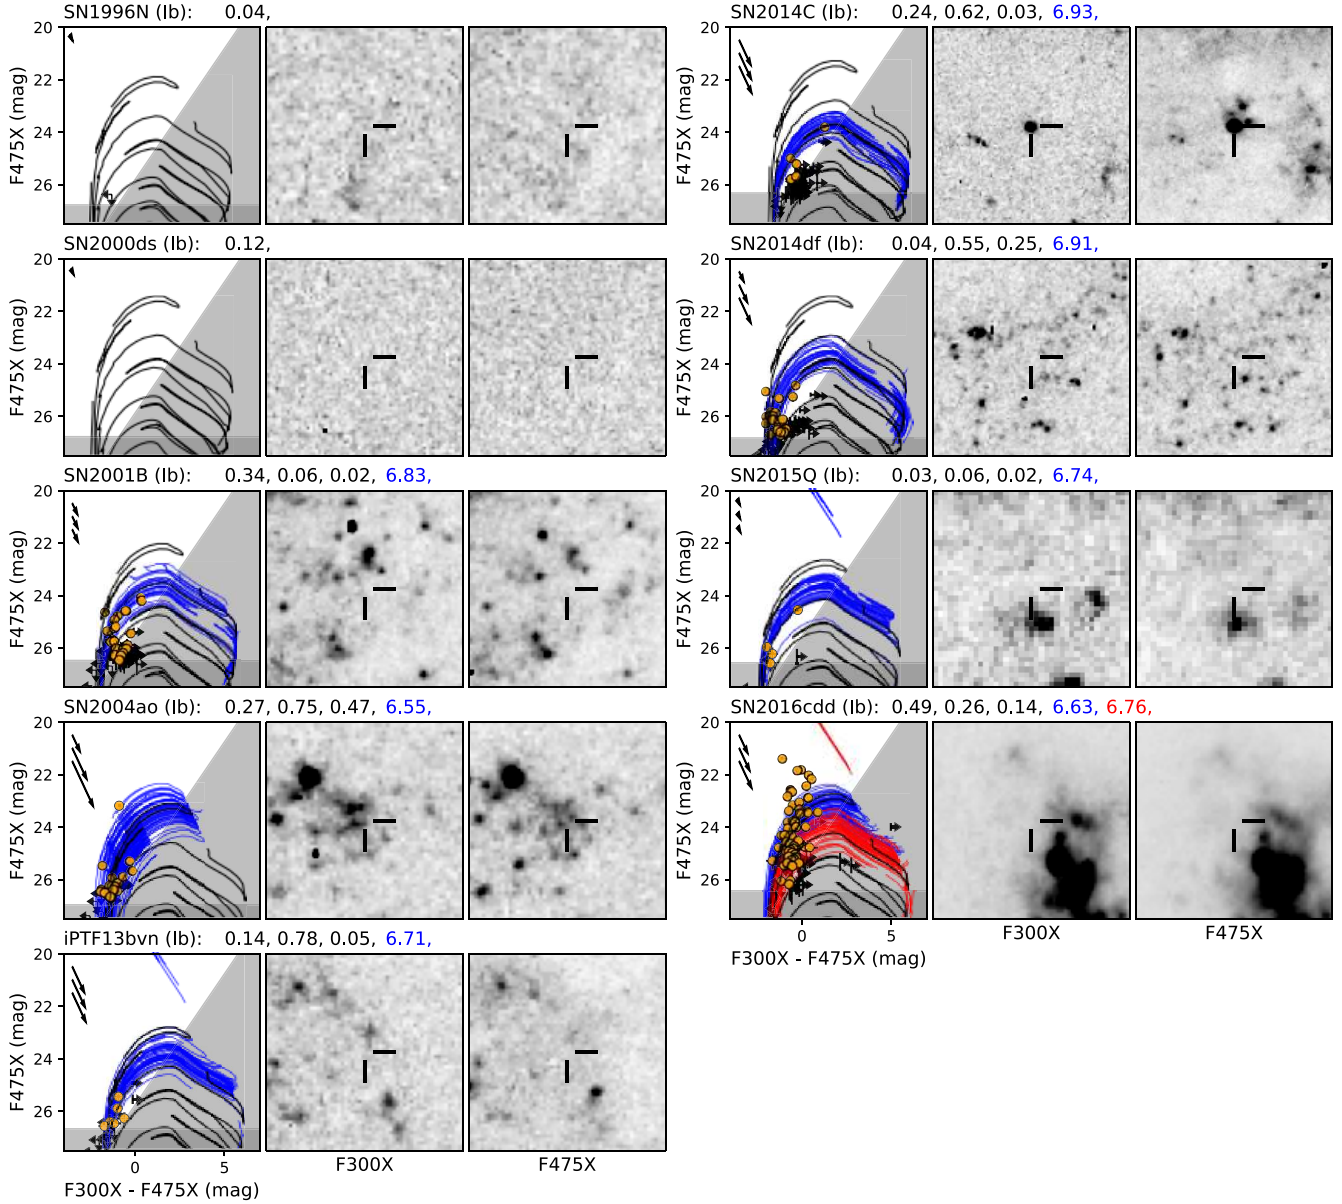 SN1996N (Ib): 0.04,
20
22
24
26
F475X (mag)
SN2000ds (Ib): 0.12,
20
22
24
26
F475X (mag)
SN2001B (Ib): 0.34, 0.06, 0.02, 6.83,
20
22
24
26
F475X (mag)
SN2004ao (Ib): 0.27, 0.75, 0.47, 6.55,
20
22
24
26
F475X (mag)
iPTF13bvn (Ib): 0.14, 0.78, 0.05, 6.71,
20
22
24
26
F475X (mag)
0 5
F300X - F475X (mag)
F300X
F475X
SN2014C (Ib): 0.24, 0.62, 0.03, 6.93,
20
22
24
26
F475X (mag)
SN2014df (Ib): 0.04, 0.55, 0.25, 6.91,
20
22
24
26
F475X (mag)
SN2015Q (Ib): 0.03, 0.06, 0.02, 6.74,
20
22
24
26
F475X (mag)
SN2016cdd (Ib): 0.49, 0.26, 0.14, 6.63, 6.76,
20
22
24
26
F475X (mag)
0 5
F300X - F475X (mag)
F300X
F475X